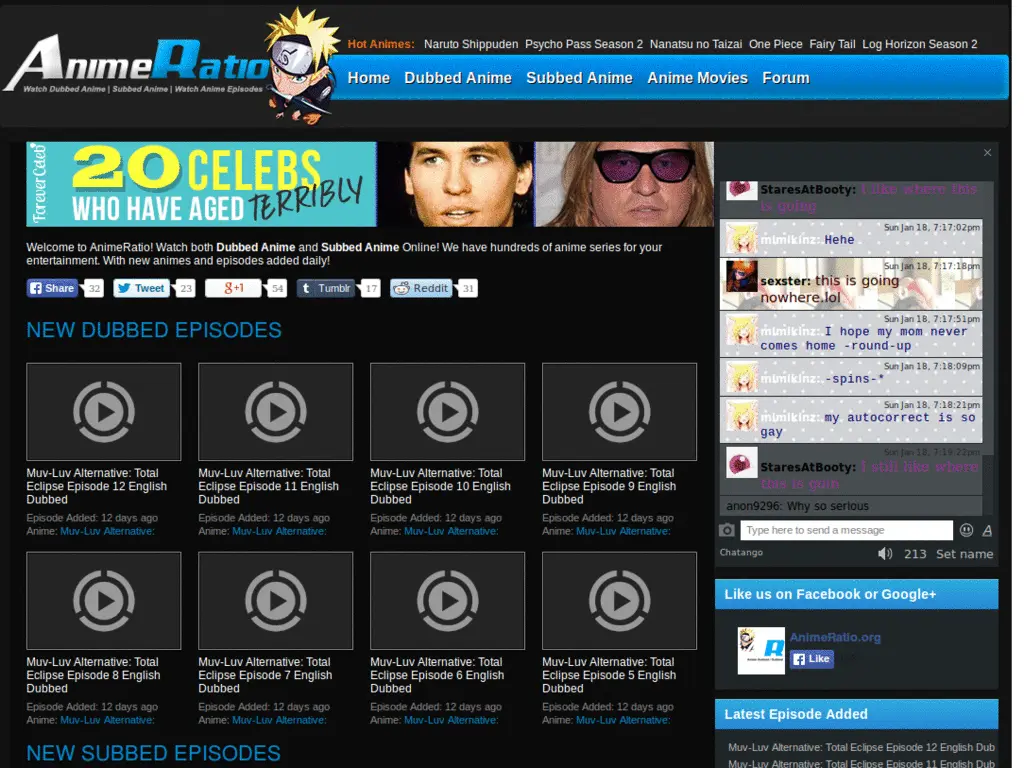 AnimeRatio
Watch Dubbed Anime | Subbed Anime | Watch Anime Episodes
Hot Animes: Naruto Shippuden Psycho Pass Season 2 Nanatsu no Taizai One Piece Fairy Tail Log Horizon Season 2
Home Dubbed Anime Subbed Anime Anime Movies Forum
ForeverCeleb
20 CELEBS
WHO HAVE AGED TERRIBLY
Welcome to AnimeRatio! Watch both Dubbed Anime and Subbed Anime Online! We have hundreds of anime series for your
entertainment. With new animes and episodes added daily!
Share 32 Tweet 23 g+1 54 Tumblr 17 Reddit 31
NEW DUBBED EPISODES
Muv-Luv Alternative: Total
Eclipse Episode 12 English
Dubbed
Episode Added: 12 days ago
Anime: Muv-Luv Alternative:
Muv-Luv Alternative: Total
Eclipse Episode 11 English
Dubbed
Episode Added: 12 days ago
Anime: Muv-Luv Alternative:
Muv-Luv Alternative: Total
Eclipse Episode 10 English
Dubbed
Episode Added: 12 days ago
Anime: Muv-Luv Alternative:
Muv-Luv Alternative: Total
Eclipse Episode 9 English
Dubbed
Episode Added: 12 days ago
Anime: Muv-Luv Alternative:
Muv-Luv Alternative: Total
Eclipse Episode 8 English
Dubbed
Episode Added: 12 days ago
Anime: Muv-Luv Alternative:
Muv-Luv Alternative: Total
Eclipse Episode 7 English
Dubbed
Episode Added: 12 days ago
Anime: Muv-Luv Alternative:
Muv-Luv Alternative: Total
Eclipse Episode 6 English
Dubbed
Episode Added: 12 days ago
Anime: Muv-Luv Alternative:
Muv-Luv Alternative: Total
Eclipse Episode 5 English
Dubbed
Episode Added: 12 days ago
Anime: Muv-Luv Alternative:
NEW SUBBED EPISODES
StaresAtBooty: I like where this
is going
Sun Jan 18, 7:17:02pm
mimikinz: Hehe
Sun Jan 18, 7:17:18pm
sexster: this is going
nowhere.lol
Sun Jan 18, 7:17:51pm
mimikinz: I hope my mom never
comes home -round-up
Sun Jan 18, 7:18:09pm
mimikinz: -spins-*
Sun Jan 18, 7:18:21pm
mimikinz: my autocorrect is so
gay
Sun Jan 18, 7:19:22pm
StaresAtBooty: I still like where
this is goin
anon9296: Why so serious
Type here to send a message
Chatango 213 Set name
Like us on Facebook or Google+
AnimeRatio.org
Like
Latest Episode Added
Muv-Luv Alternative: Total Eclipse Episode 12 English Dub
Muv-Luv Alternative: Total Eclipse Episode 11 English Dub